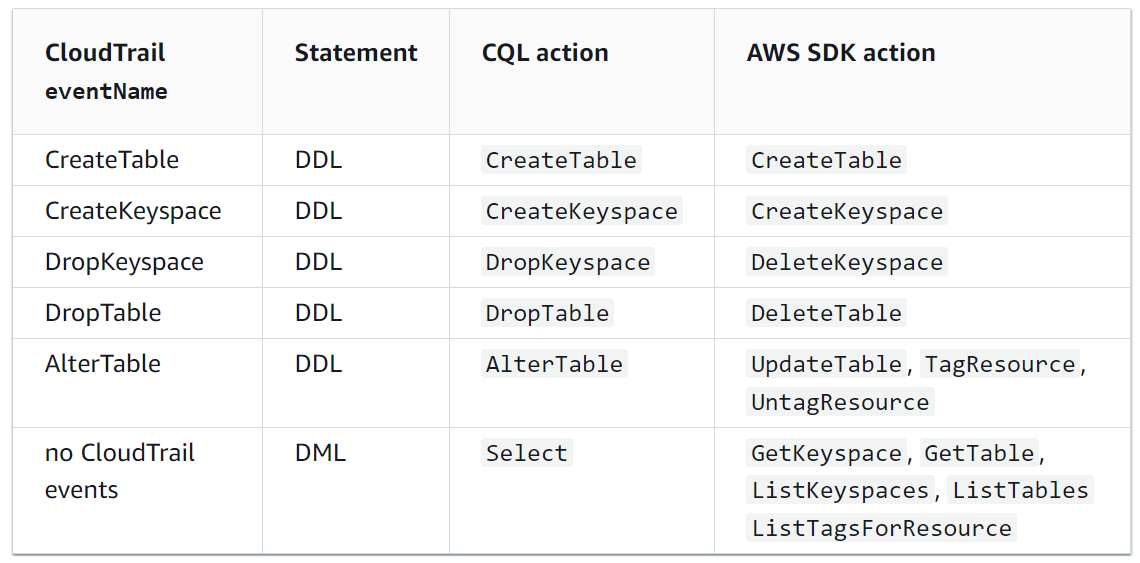 CloudTrail Statement CQL action AWS SDK action
eventName
CreateTable DDL CreateTable CreateTable
CreateKeyspace DDL CreateKeyspace CreateKeyspace
DropKeyspace DDL DropKeyspace DeleteKeyspace
DropTable DDL DropTable DeleteTable
AlterTable DDL AlterTable UpdateTable, TagResource,
UntagResource
no CloudTrail DML Select GetKeyspace, GetTable,
events ListKeyspaces, ListTables
ListTagsForResource